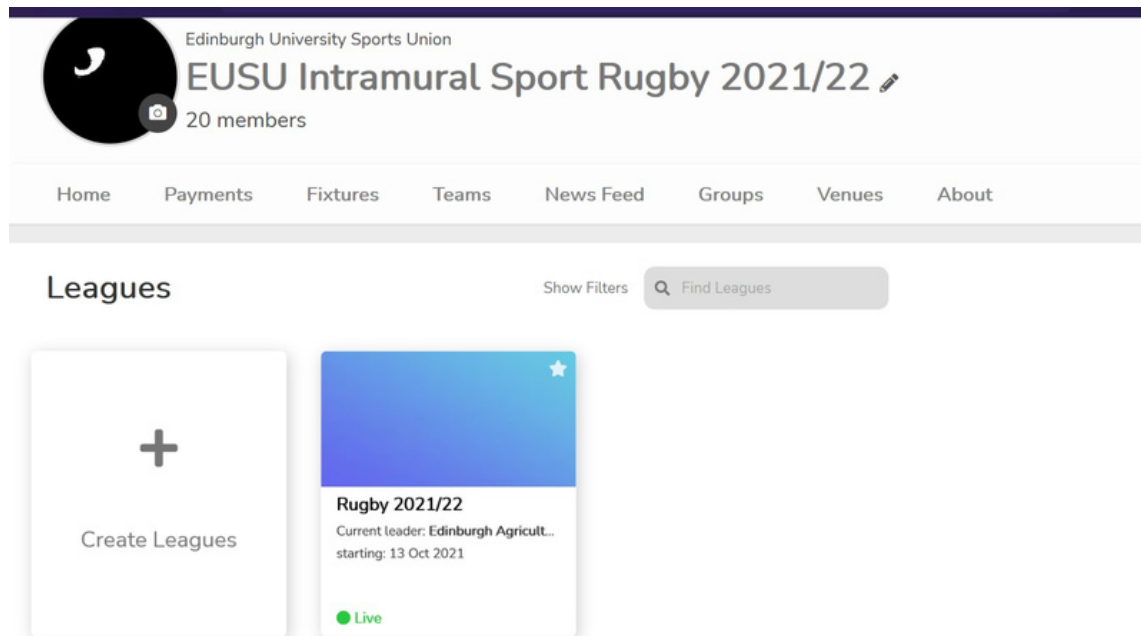 Edinburgh University Sports Union
EUSU Intramural Sport Rugby 2021/22
20 members
Home Payments Fixtures Teams News Feed Groups Venues About
Leagues
Show Filters
Find Leagues
Create Leagues
Rugby 2021/22
Current leader: Edinburgh Agricult...
starting: 13 Oct 2021
Live